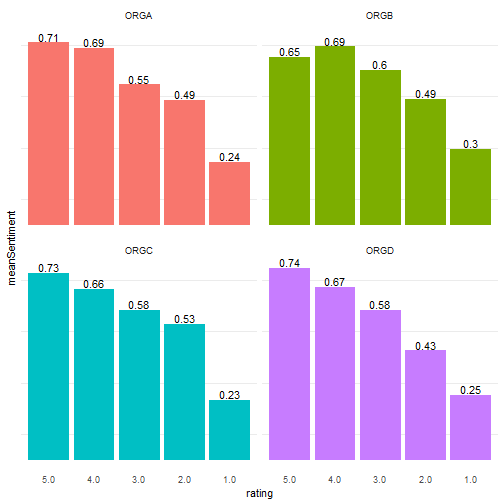 ORGA
0.71 0.69 0.55 0.49 0.24
ORGB
0.65 0.69 0.6 0.49 0.3
meanSentiment
ORGC
0.73 0.66 0.58 0.53 0.23
ORGD
0.74 0.67 0.58 0.43 0.25
5.0 4.0 3.0 2.0 1.0
5.0 4.0 3.0 2.0 1.0
rating